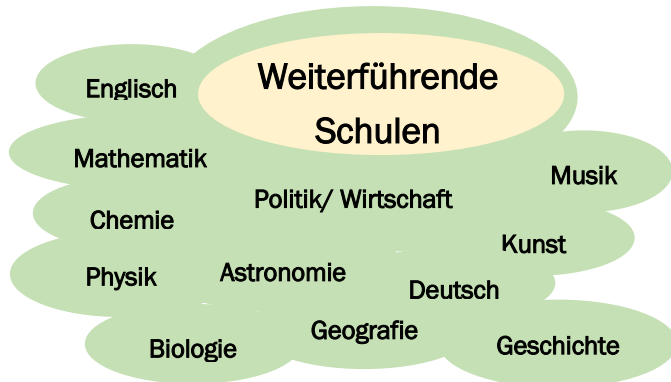 Weiterführende
Schulen
Englisch
Mathematik
Musik
Politik/ Wirtschaft
Chemie
Kunst
Physik
Astronomie
Deutsch
Geografie
Biologie
Geschichte